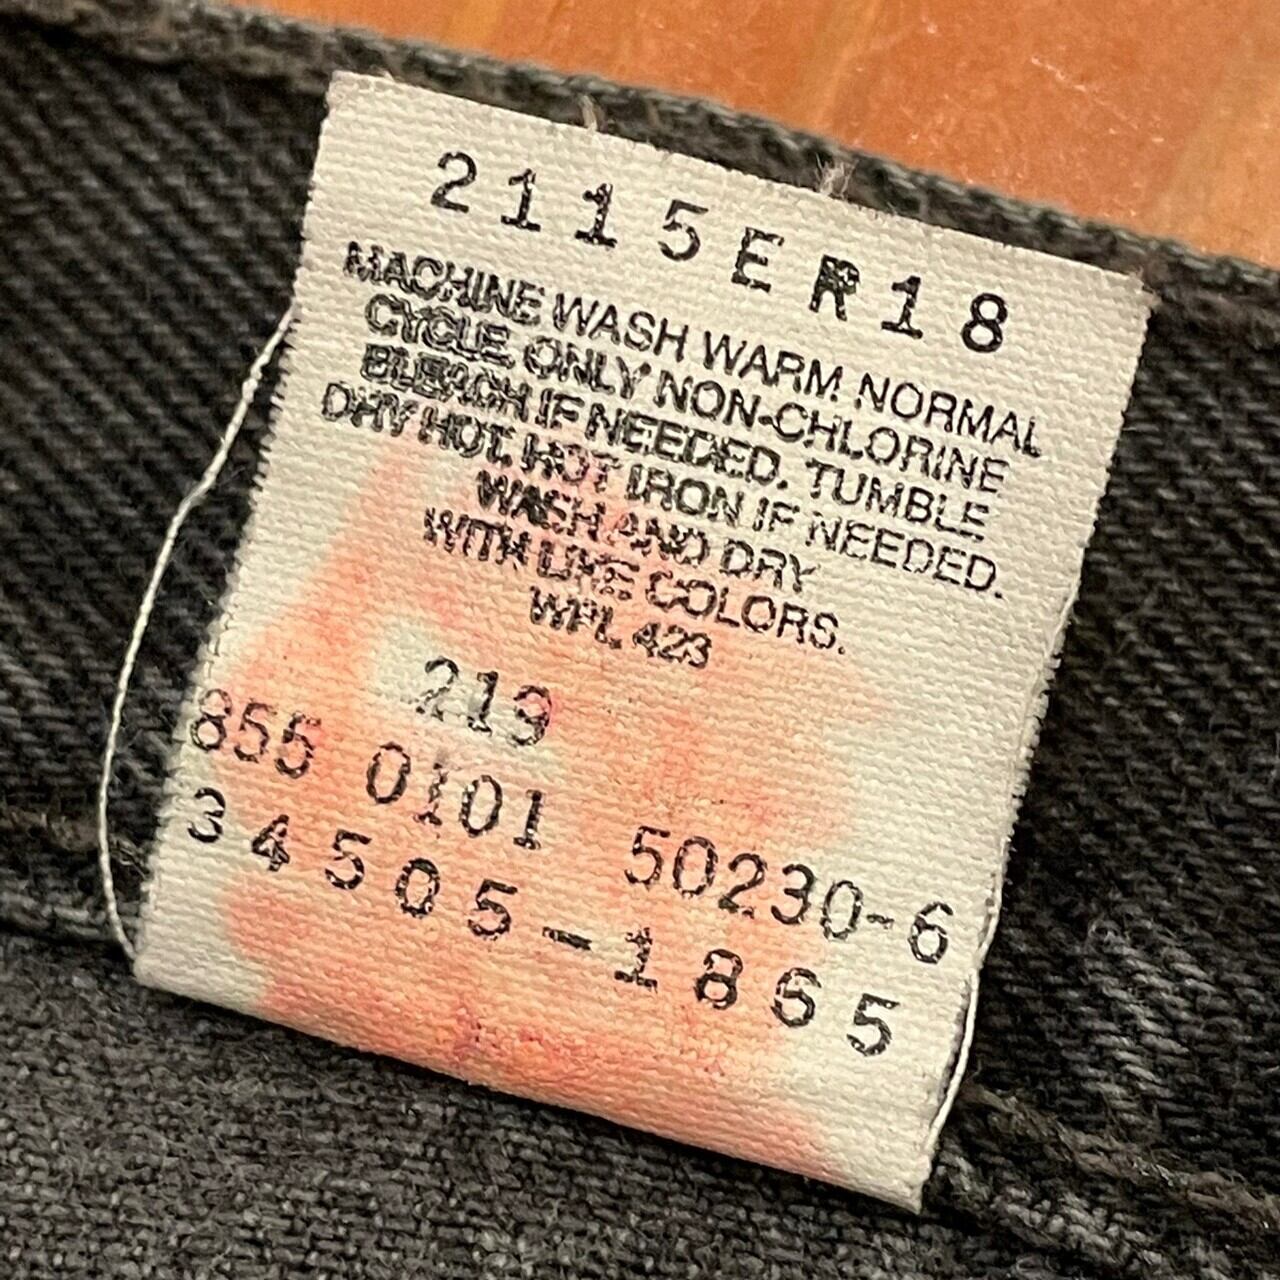 2115ER18
MACHINE WASH WARM NORMAL
CYCLE. ONLY NON-CHLORINE
BLEACH IF NEEDED. TUMBLE
DRY HOT. HOT IRON IF NEEDED.
WASH AND DRY
WITH LIKE COLORS.
WPL 423
219
855 0101 50230-6
34505-1865